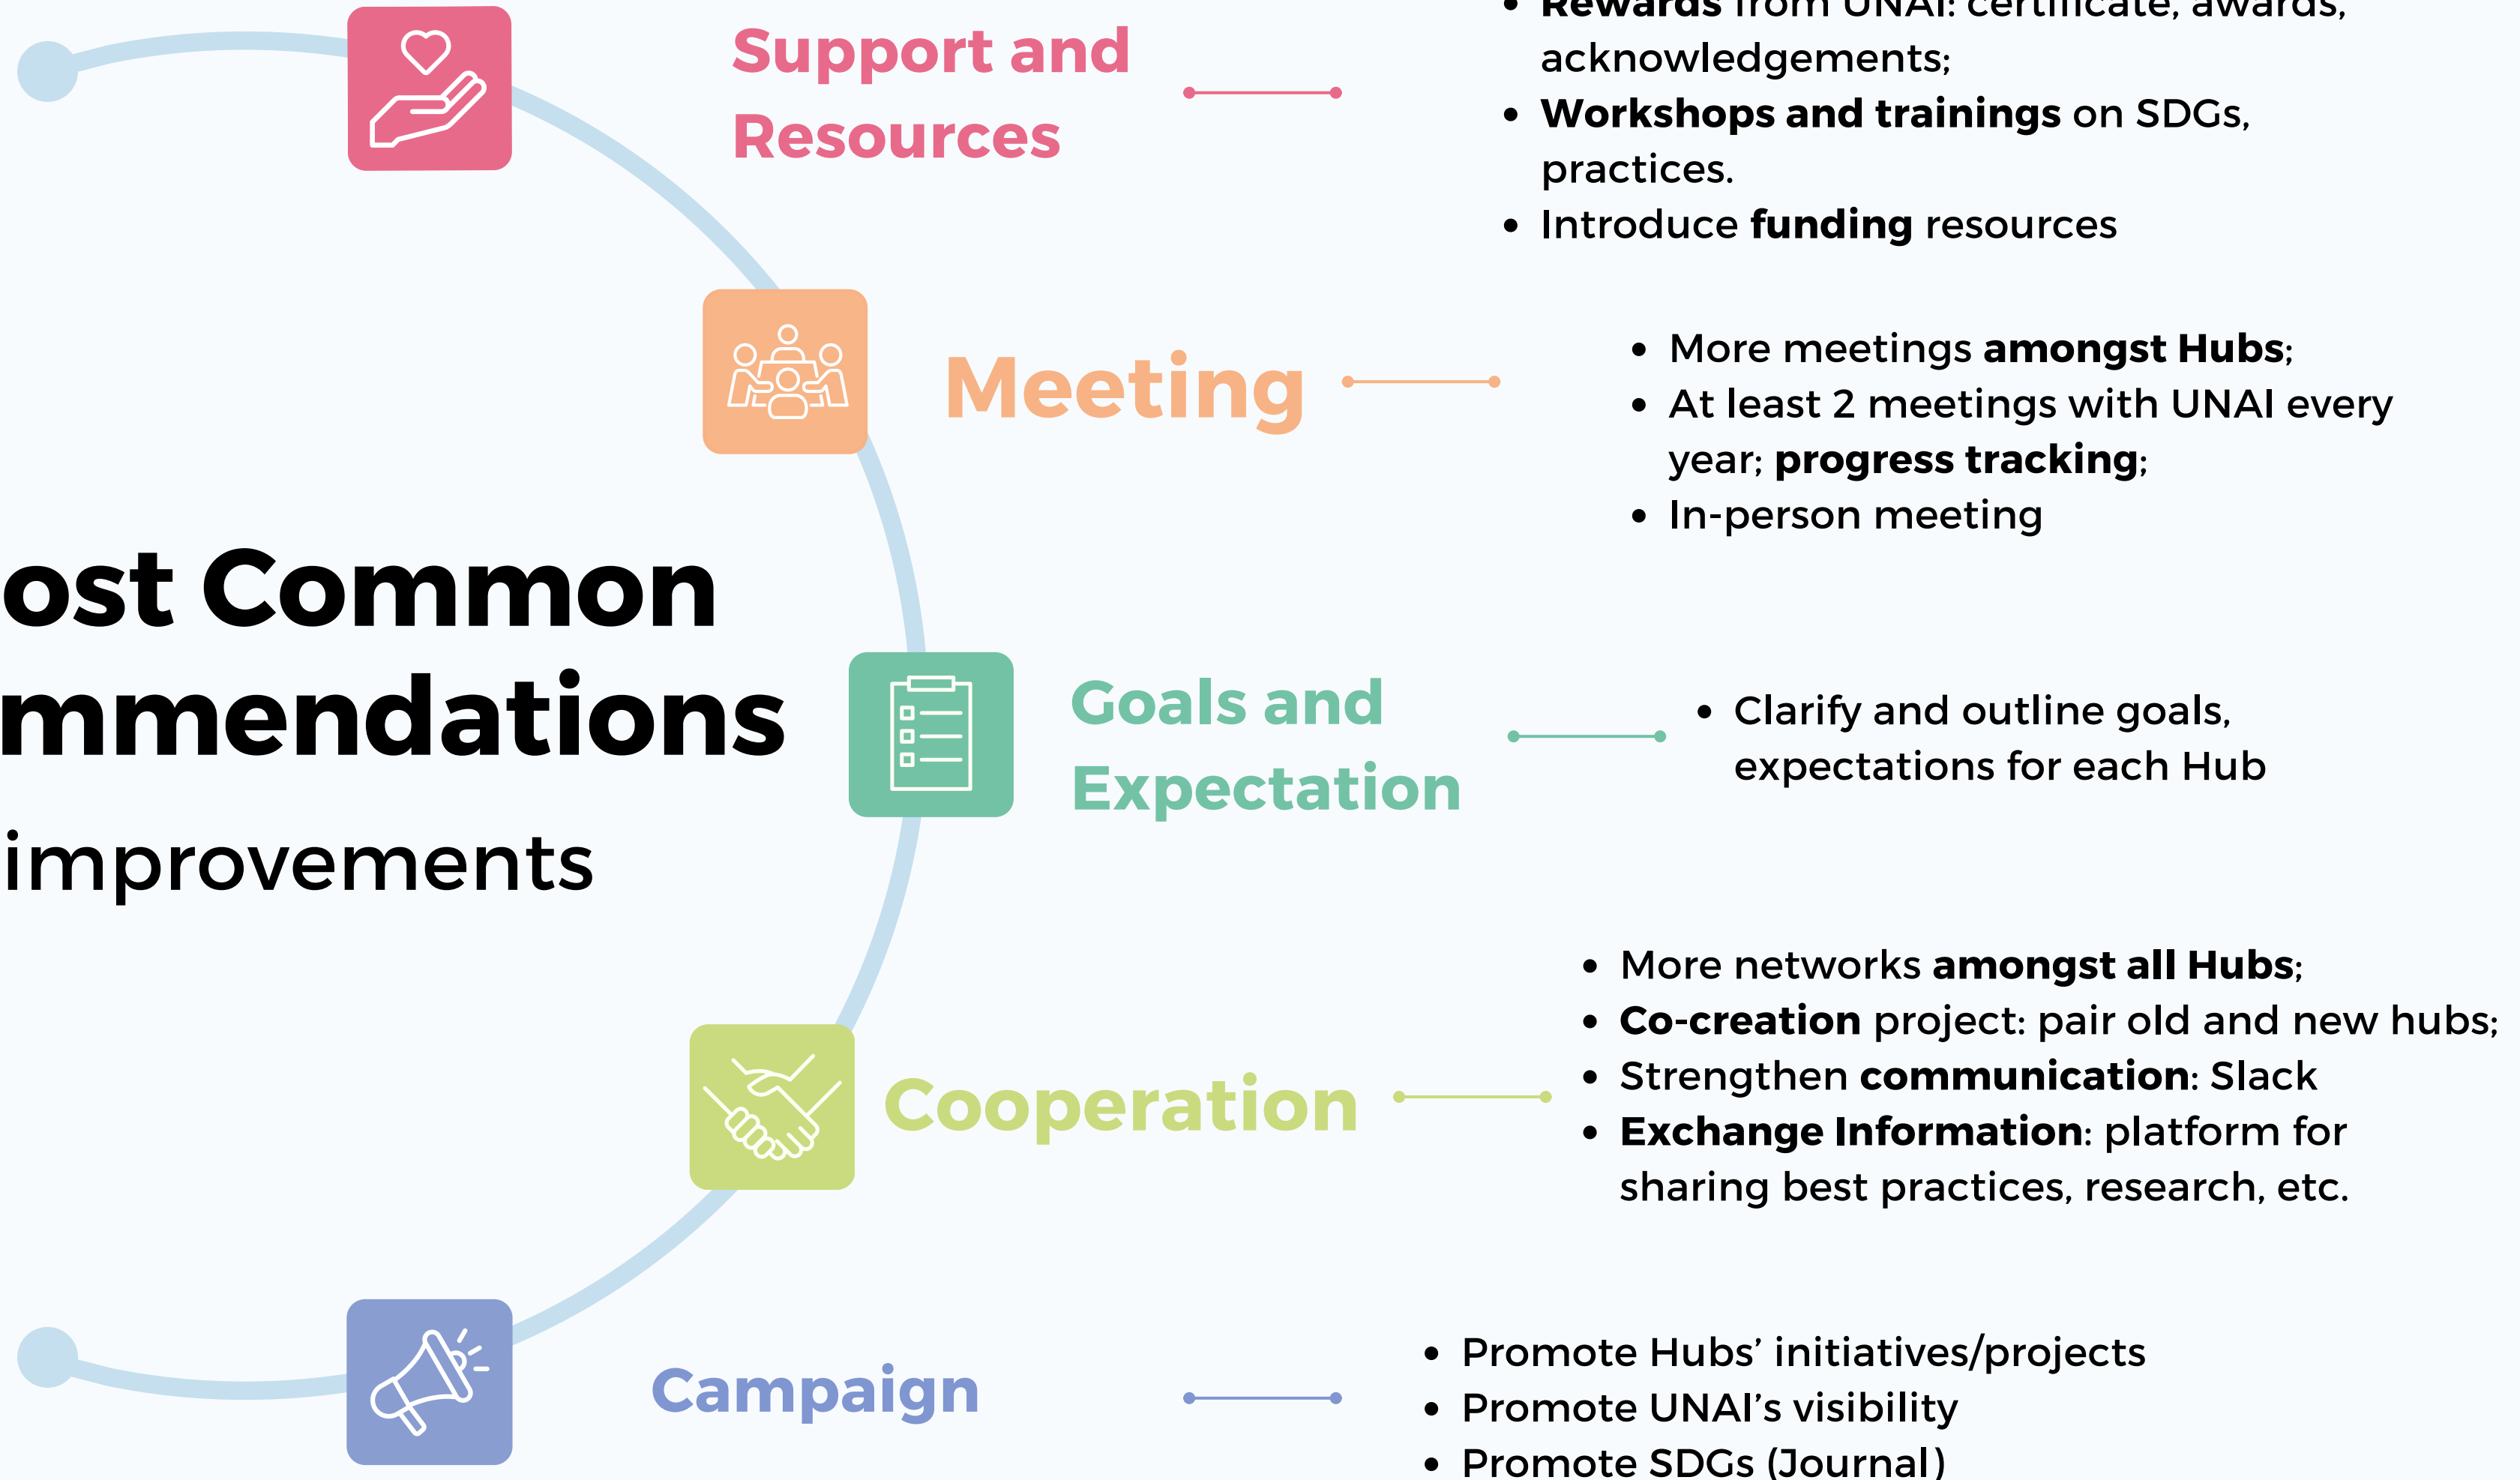 Support and
Resources
• Rewards from UNAI: certificate, awards,
acknowledgements;
• Workshops and trainings on SDGs,
practices.
• Introduce funding resources
Meeting
• More meetings amongst Hubs;
• At least 2 meetings with UNAI every
year; progress tracking;
• In-person meeting
ost Common
mmendations
improvements
Goals and
Expectation
• Clarify and outline goals,
expectations for each Hub
Cooperation
• More networks amongst all Hubs;
• Co-creation project: pair old and new hubs;
• Strengthen communication: Slack
• Exchange Information: platform for
sharing best practices, research, etc.
Campaign
• Promote Hubs’ initiatives/projects
• Promote UNAI’s visibility
• Promote SDGs (Journal)